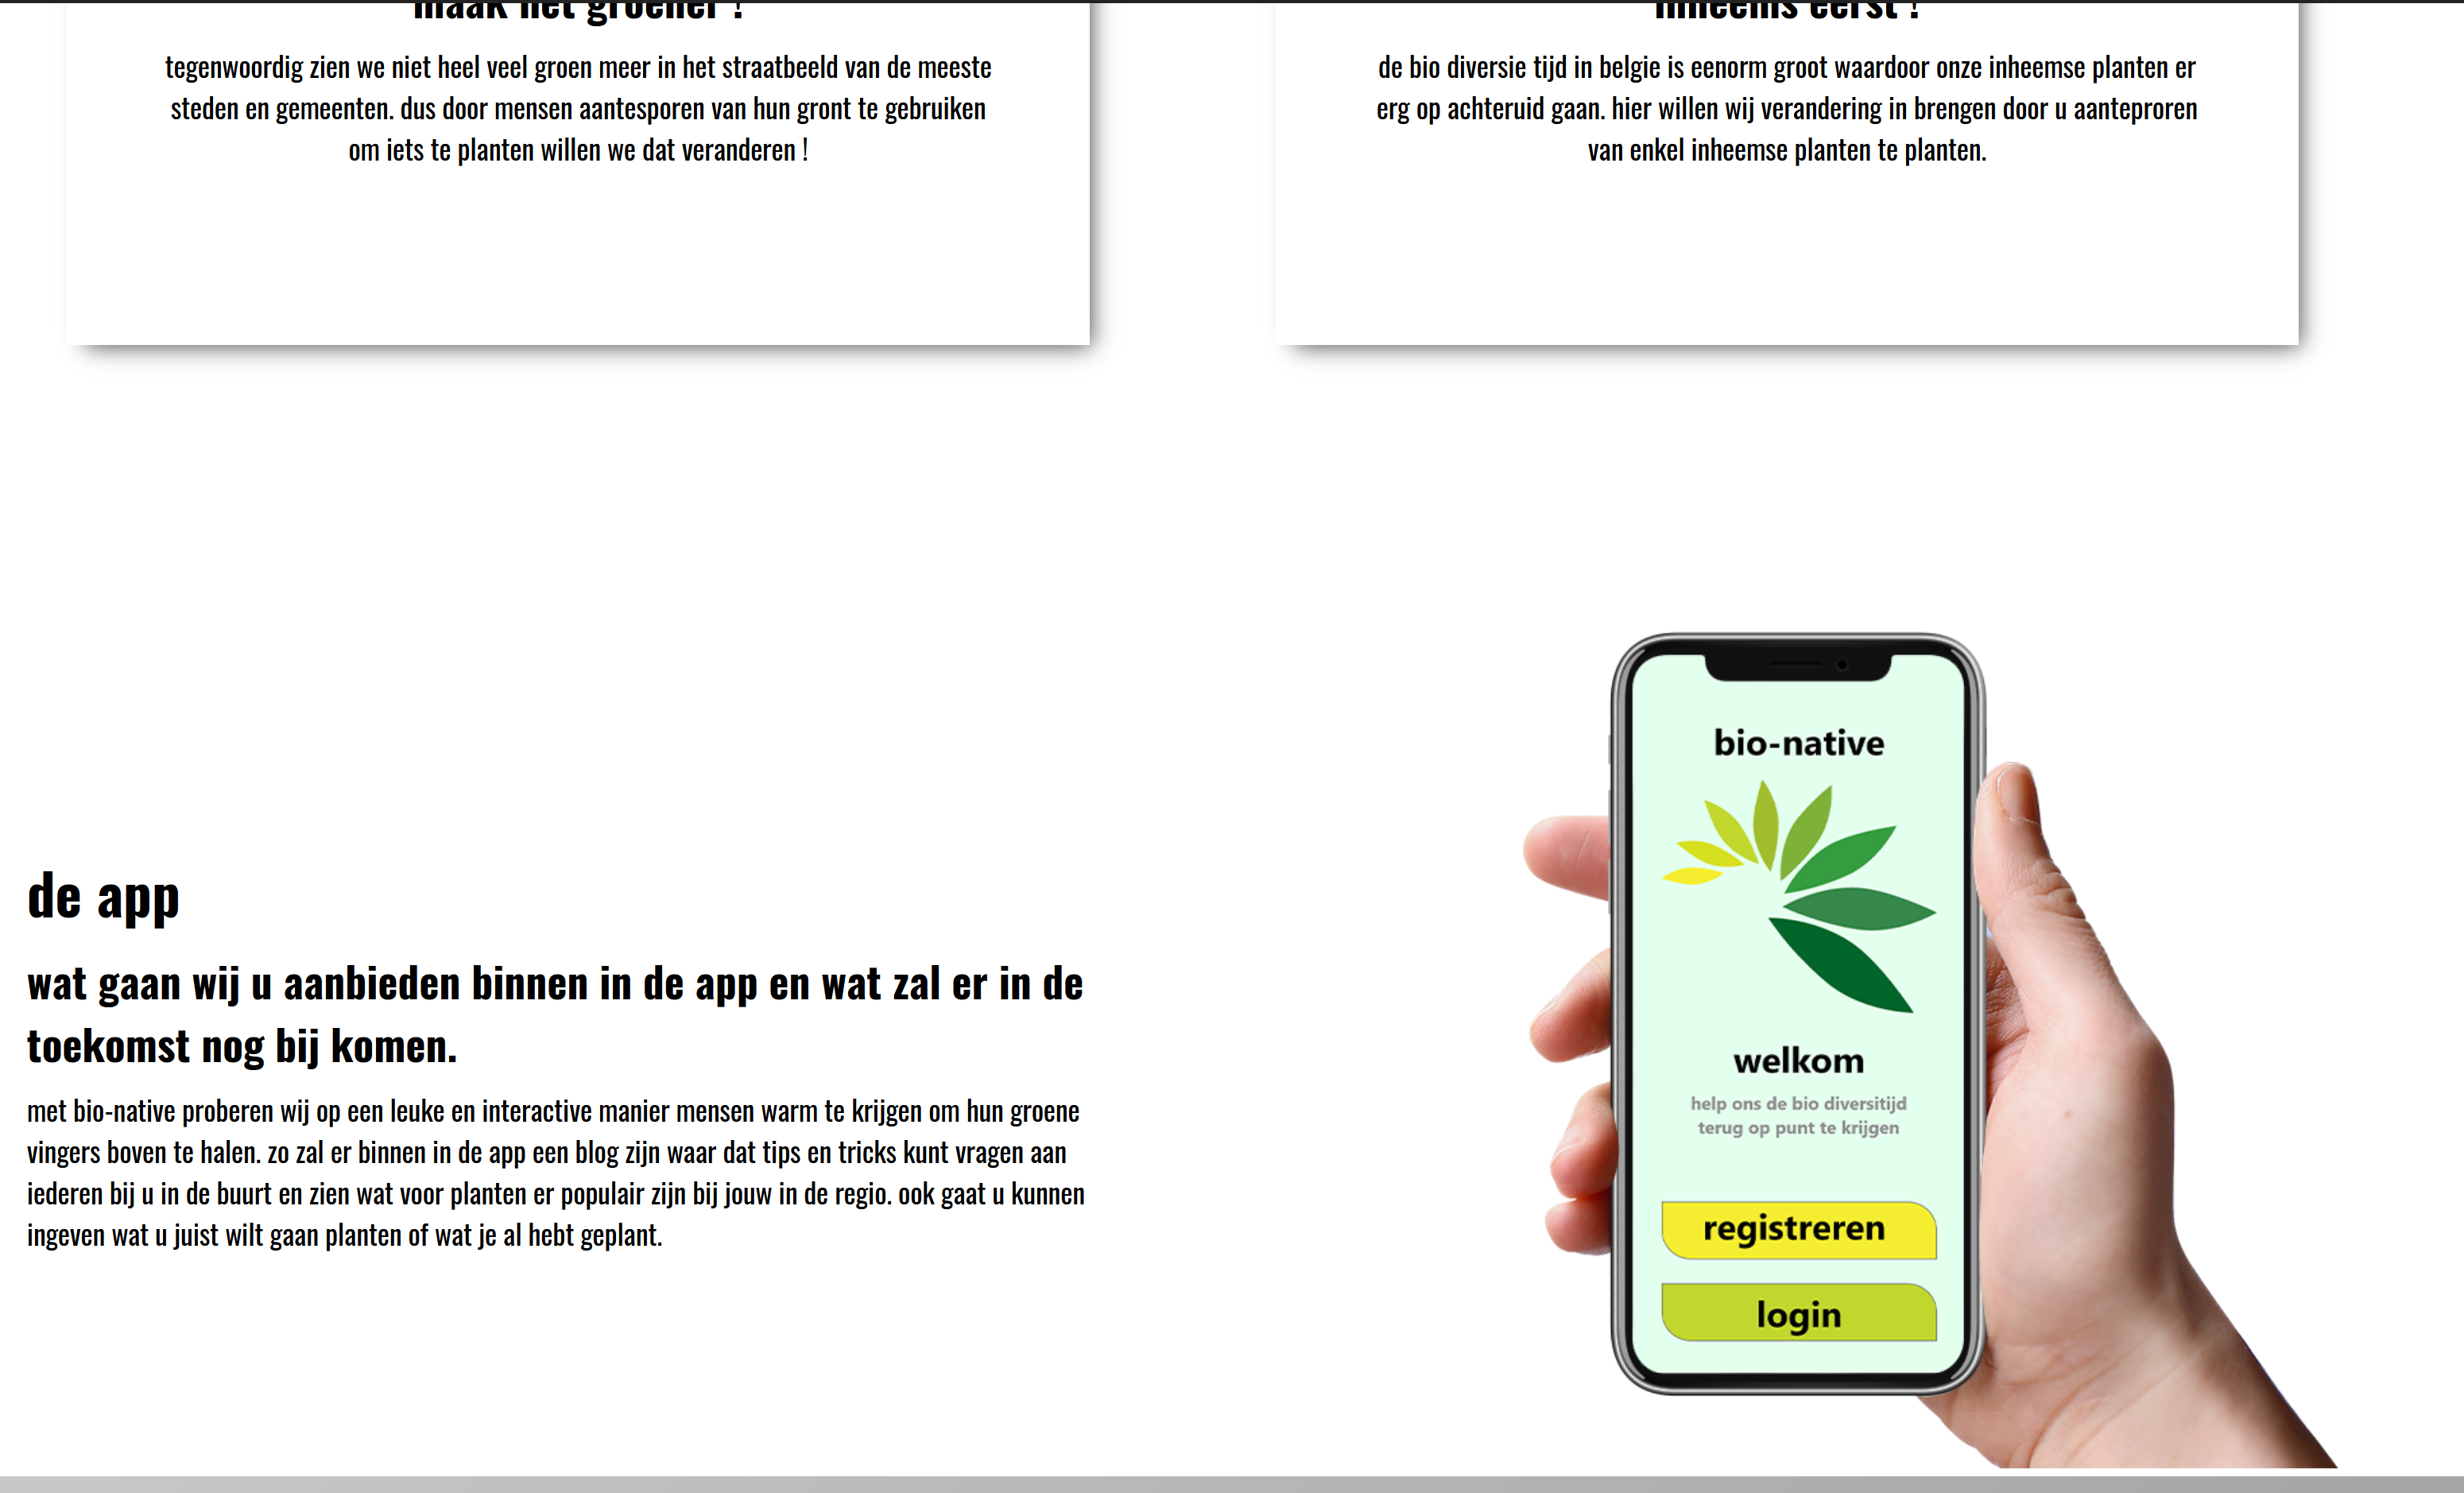 maak het groener !
tegenwoordig zien we niet heel veel groen meer in het straatbeeld van de meeste
steden en gemeenten. dus door mensen aantesporen van hun gront te gebruiken
om iets te planten willen we dat veranderen !
inheems eerst !
de bio diversie tijd in belgie is eenorm groot waardoor onze inheemse planten er
erg op achteruid gaan. hier willen wij verandering in brengen door u aanteproren
van enkel inheemse planten te planten.
de app
wat gaan wij u aanbieden binnen in de app en wat zal er in de
toekomst nog bij komen.
met bio-native proberen wij op een leuke en interactive manier mensen warm te krijgen om hun groene
vingers boven te halen. zo zal er binnen in de app een blog zijn waar dat tips en tricks kunt vragen aan
iederen bij u in de buurt en zien wat voor planten er populair zijn bij jouw in de regio. ook gaat u kunnen
ingeven wat u juist wilt gaan planten of wat je al hebt geplant.
bio-native
welkom
help ons de bio diversitijd
terug op punt te krijgen
registreren
login